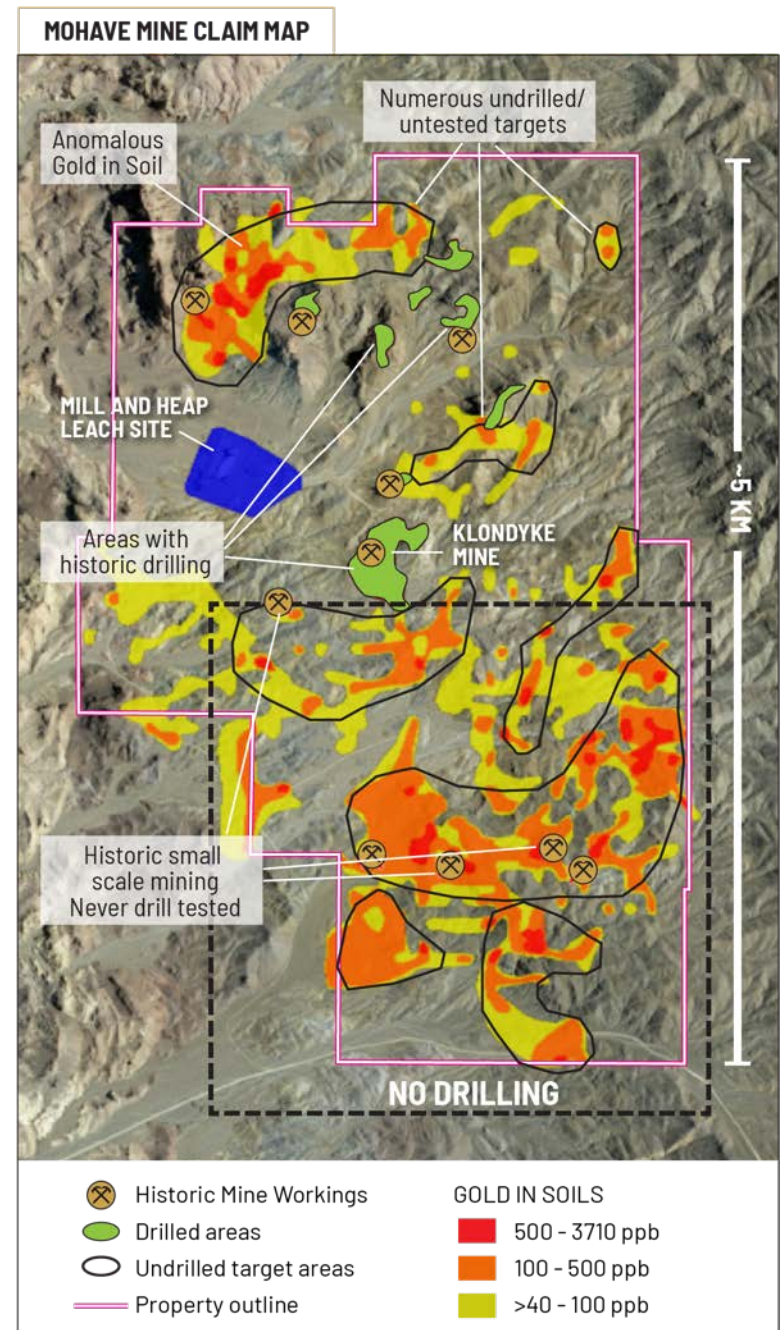 MOHAVE MINE CLAIM MAP
Numerous undrilled/
untested targets
Anomalous
Gold in Soil
MILL AND HEAP
LEACH SITE
~5 KM
Areas with
historic drilling
KLONDYKE
MINE
Historic small
scale mining
Never drill tested
NO DRILLING
Historic Mine Workings
Drilled areas
Undrilled target areas
Property outline
GOLD IN SOILS
500 - 3710 ppb
100 - 500 ppb
>40 - 100 ppb